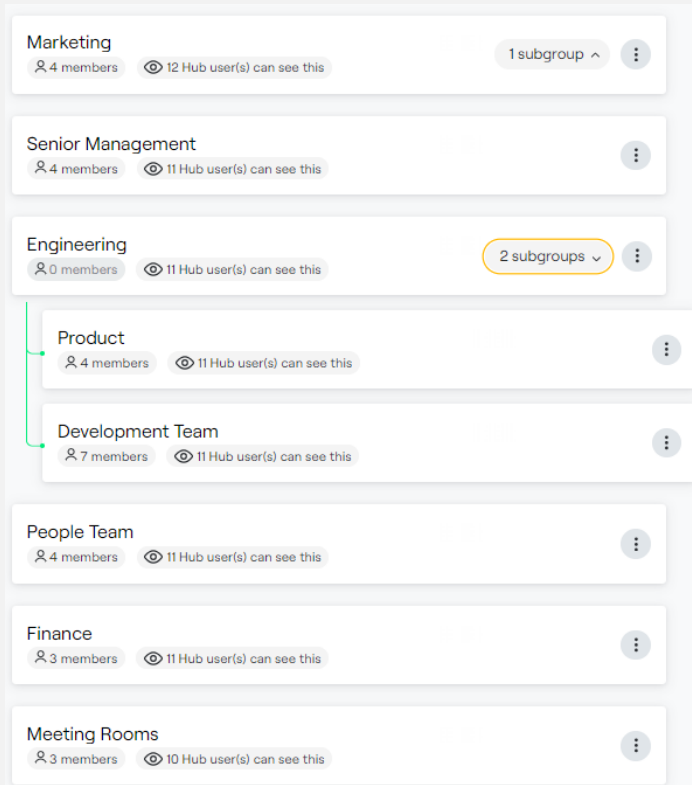 Marketing
4 members 12 Hub user(s) can see this
1 subgroup
Senior Management
4 members 11 Hub user(s) can see this
Engineering
0 members 11 Hub user(s) can see this
2 subgroups
Product
4 members 11 Hub user(s) can see this
Development Team
7 members 11 Hub user(s) can see this
People Team
4 members 11 Hub user(s) can see this
Finance
3 members 11 Hub user(s) can see this
Meeting Rooms
3 members 10 Hub user(s) can see this